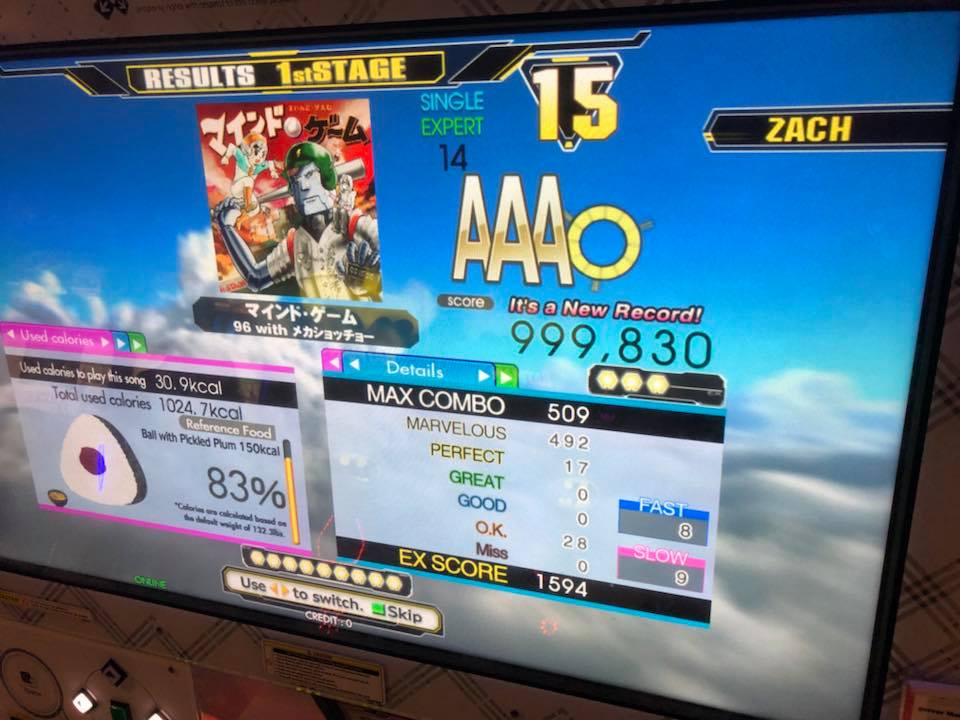 RESULTS 1stSTAGE
15
SINGLE
EXPERT
14
ZACH
マインド・ゲーム
AAA
マインド・ゲーム
96 with メカショッチョー
score It's a New Record!
999,830
Used calories
Used calories to play this song 30.9kcal
Total used calories 1024.7kcal
Reference Food
Ball with Pickled Plum 150kcal
83%
*Calories are calculated based on
the default weight of 132.3lbs.
Details
MAX COMBO 509
MARVELOUS 492
PERFECT 17
GREAT 0
GOOD 0
O.K. 28
Miss 0
EX SCORE 1594
FAST
8
SLOW
9
Use to switch. Skip
ONLINE
CREDIT : 0